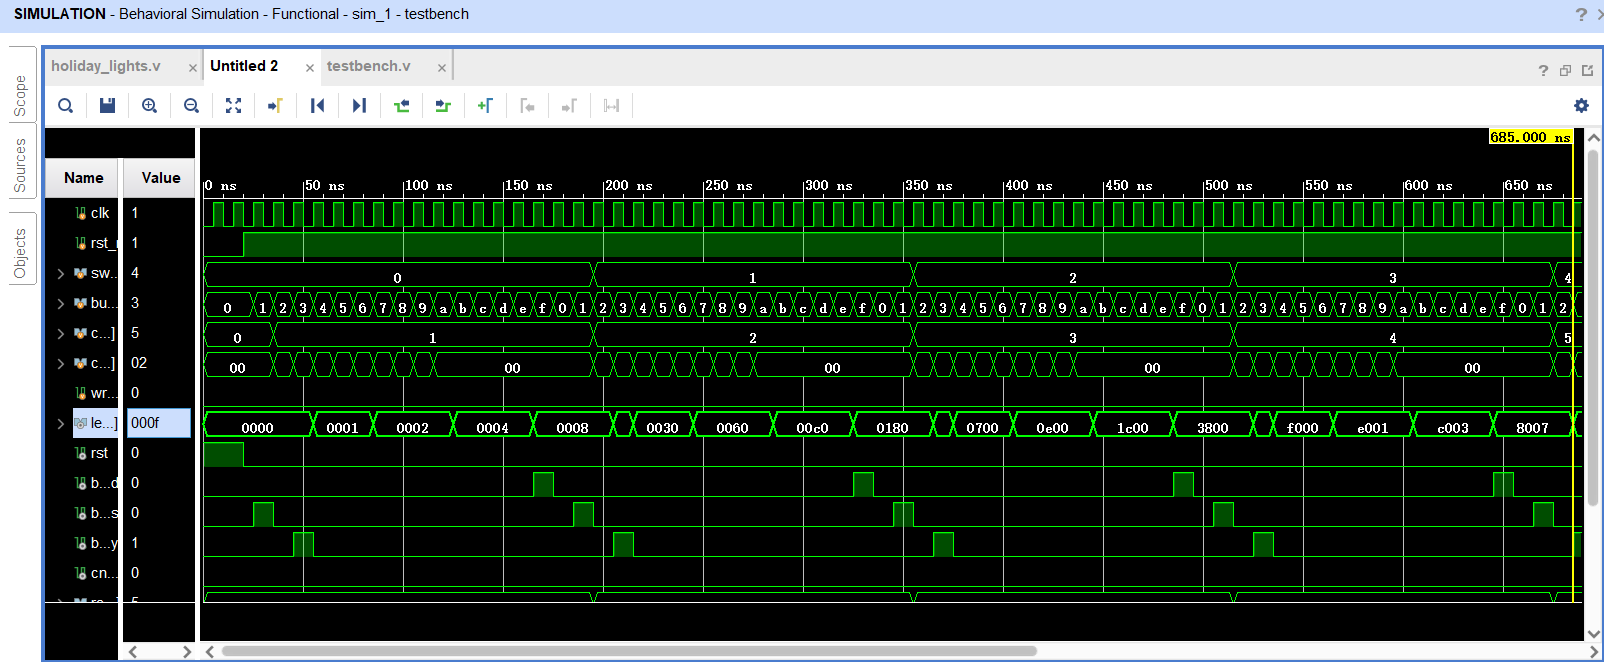 SIMULATION - Behavioral Simulation - Functional - sim_1 - testbench ?
Scope
Sources
Objects
holiday_lights.v × Untitled 2 × testbench.v × ?
685.000 ns
Name Value 0 ns 50 ns 100 ns 150 ns 200 ns 250 ns 300 ns 350 ns 400 ns 450 ns 500 ns 550 ns 600 ns 650 ns
clk 1
rst_ 1
sw... 4 0 1 2 3 4
bu... 3 0 1 2 3 4 5 6 7 8 9 a b c d e f 0 1 2 3 4 5 6 7 8 9 a b c d e f 0 1 2 3 4 5 6 7 8 9 a b c d e f 0 1 2 3 4 5 6 7 8 9 a b c d e f 0 1 2
c...] 5 0 1 2 3 4 5
c...] 02 00 00 00 00 00
wr... 0
le...] 000f 0000 0001 0002 0004 0008 0030 0060 00c0 0180 0700 0e00 1c00 3800 f000 e001 c003 8007
rst 0
b...d 0
b...s 0
b...y 1
cn... 0